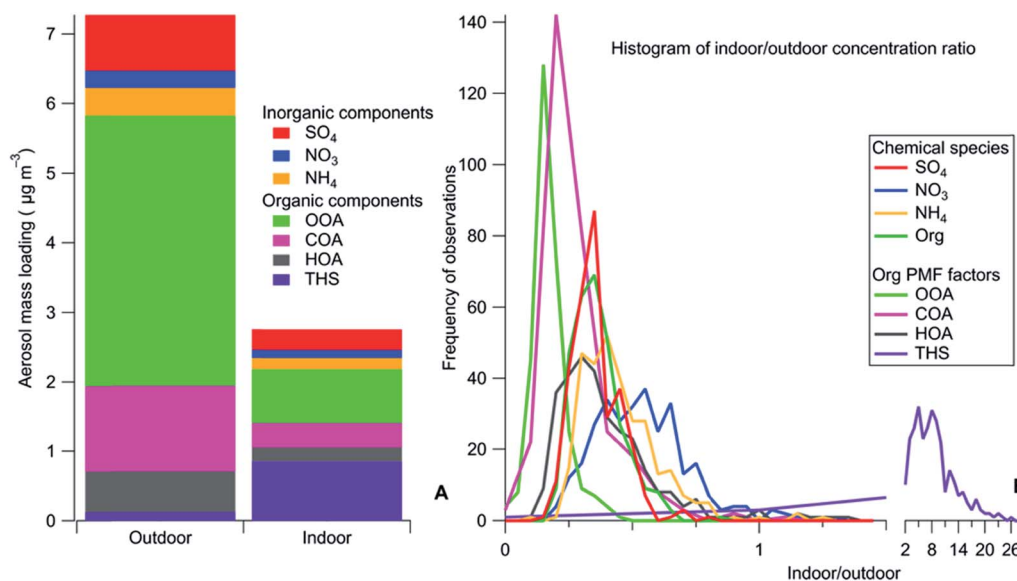 Aerosol mass loading ( µg m⁻³)
7
6
5
4
3
2
1
0
Outdoor
Indoor
Inorganic components
SO₄
NO₃
NH₄
Organic components
OOA
COA
HOA
THS
A
Histogram of indoor/outdoor concentration ratio
Frequency of observations
140
120
100
80
60
40
20
0
Chemical species
SO₄
NO₃
NH₄
Org
Org PMF factors
OOA
COA
HOA
THS
0
1
2 8 14 20 26
Indoor/outdoor